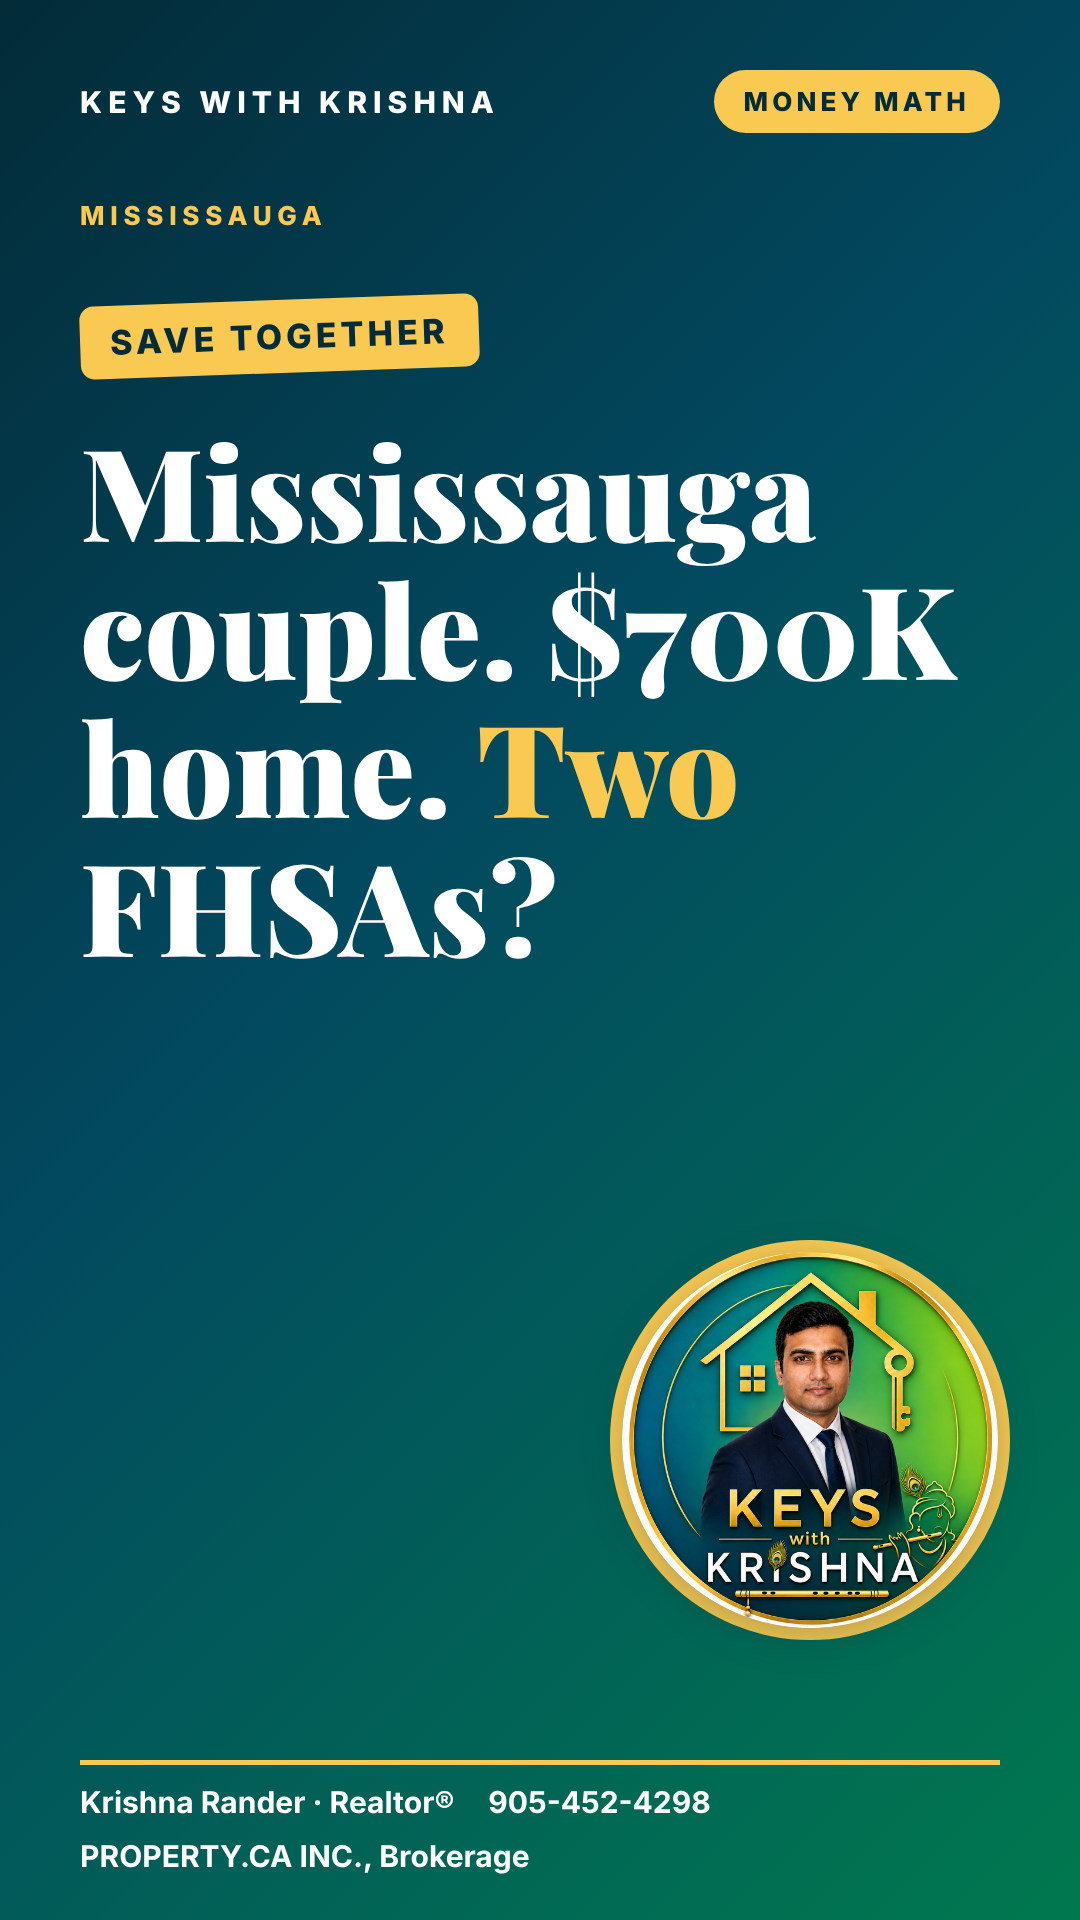 KEYS WITH KRISHNA
MONEY MATH
MISSISSAUGA
SAVE TOGETHER
Mississauga
couple. $700K
home. Two
FHSAs?
KEYS
with
KRISHNA
Krishna Rander · Realtor® 905-452-4298
PROPERTY.CA INC., Brokerage